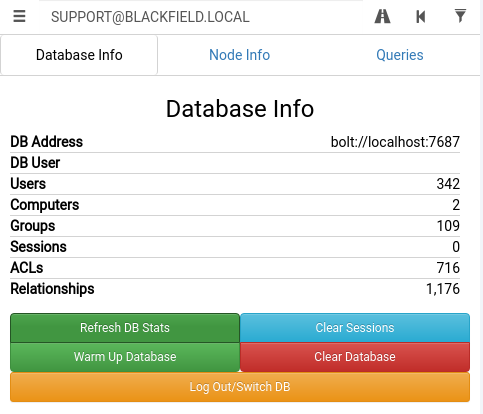 SUPPORT@BLACKFIELD.LOCAL
Database Info Node Info Queries
Database Info
DB Address bolt://localhost:7687
DB User
Users 342
Computers 2
Groups 109
Sessions 0
ACLs 716
Relationships 1,176
Refresh DB Stats Clear Sessions
Warm Up Database Clear Database
Log Out/Switch DB